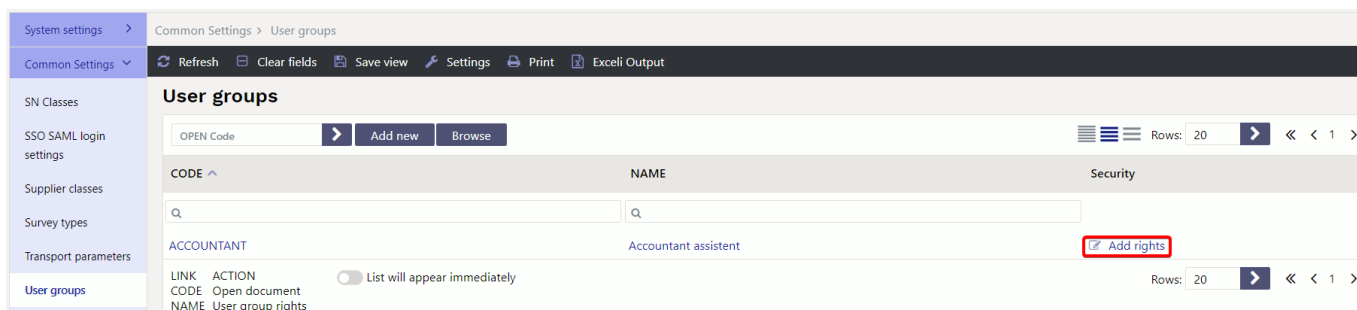 System settings
Common Settings > User groups
Common Settings
Refresh Clear fields Save view Settings Print Exceli Output
SN Classes
User groups
SSO SAML login
settings
OPEN Code Add new Browse Rows: 20 « < 1 >
Supplier classes
CODE NAME Security
Survey types
Transport parameters
ACCOUNTANT Accountant assistent Add rights
User groups
LINK ACTION List will appear immediately Rows: 20 « < 1 >
CODE Open document
NAME User group rights